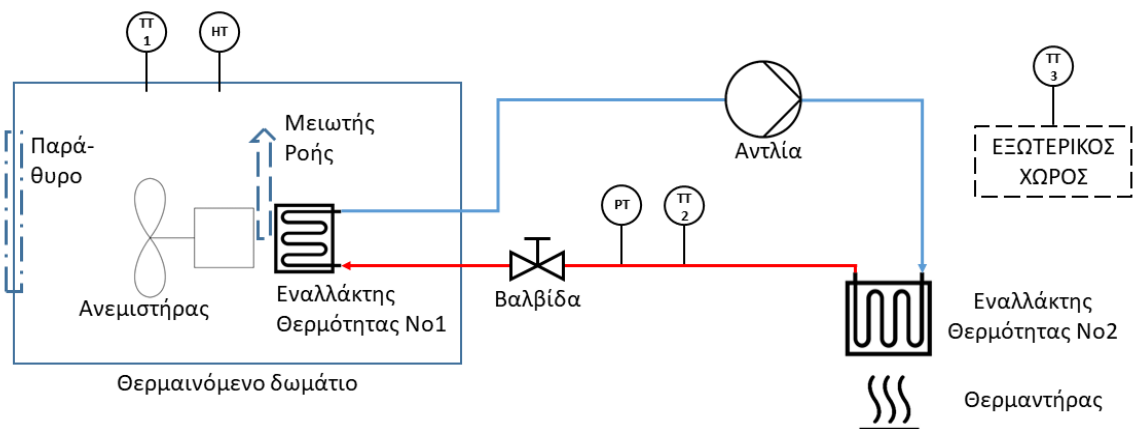 TT
1
HT
TT
3
Παρά-
θυρο
Μειωτής
Ροής
Αντλία
ΕΞΩΤΕΡΙΚΟΣ
ΧΩΡΟΣ
PT
TT
2
Ανεμιστήρας
Εναλλάκτης
Θερμότητας Νο1
Βαλβίδα
Εναλλάκτης
Θερμότητας Νο2
Θερμαινόμενο δωμάτιο
Θερμαντήρας